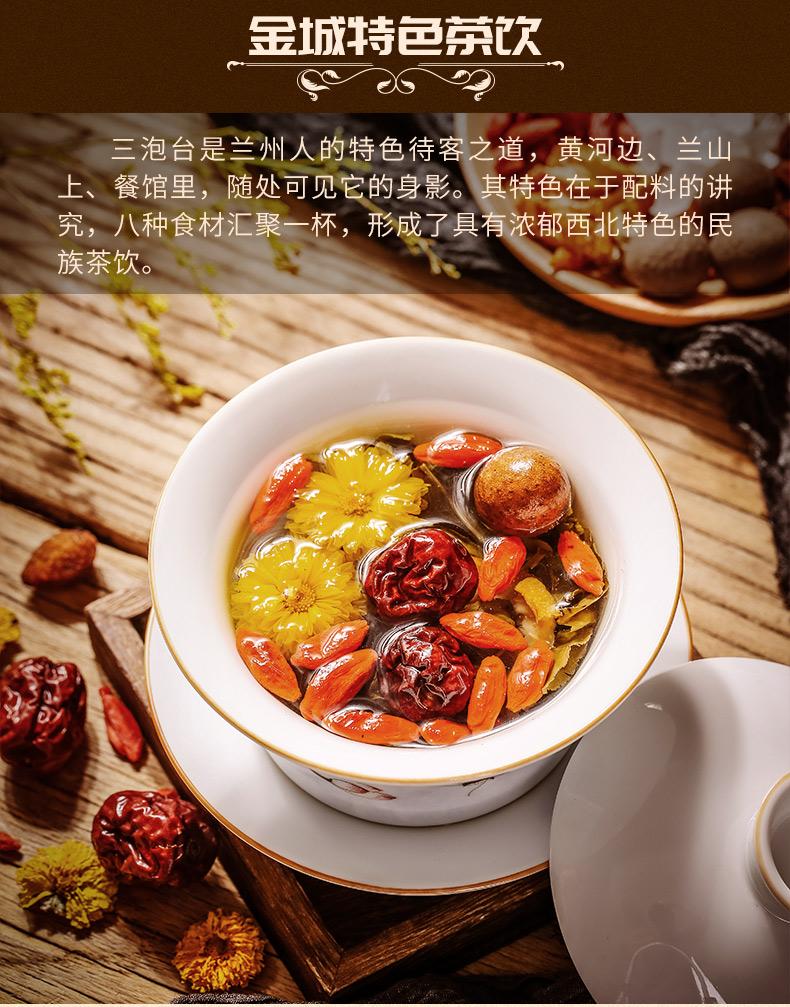 金城特色茶饮
三泡台是兰州人的特色待客之道，黄河边、兰山
上、餐馆里，随处可见它的身影。其特色在于配料的讲
究，八种食材汇聚一杯，形成了具有浓郁西北特色的民
族茶饮。